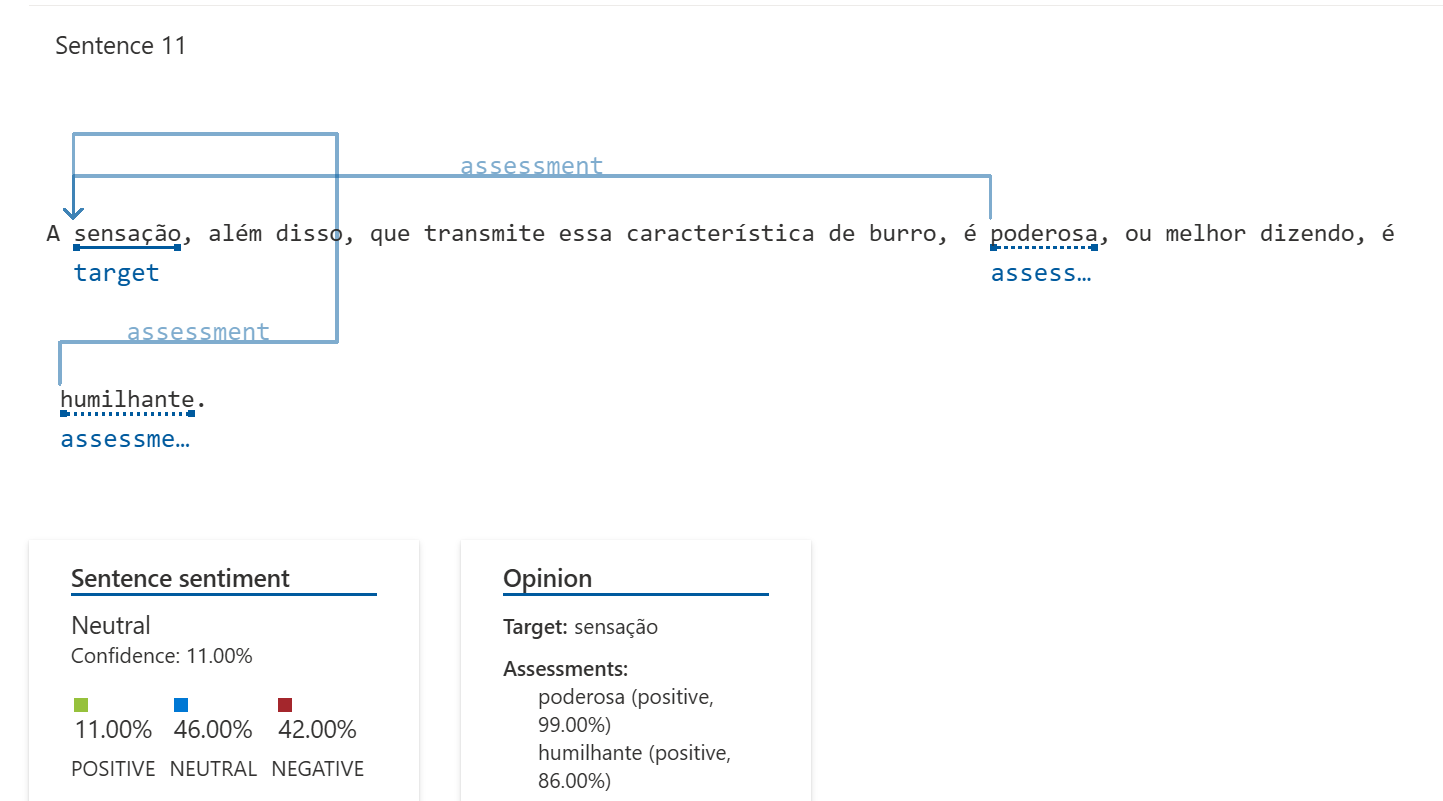 Sentence 11
assessment
A sensação, além disso, que transmite essa característica de burro, é poderosa, ou melhor dizendo, é
target assess…
assessment
humilhante.
assessme…
Sentence sentiment
Neutral
Confidence: 11.00%
11.00% 46.00% 42.00%
POSITIVE NEUTRAL NEGATIVE
Opinion
Target: sensação
Assessments:
poderosa (positive,
99.00%)
humilhante (positive,
86.00%)